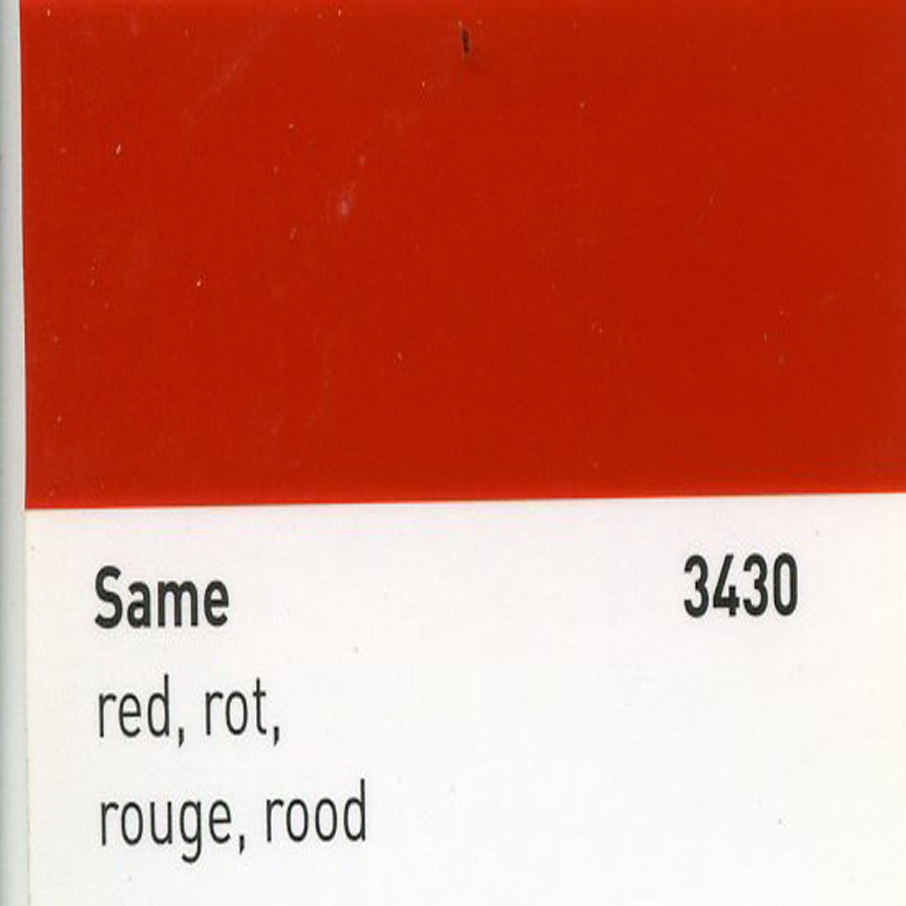 Same 3430
red, rot,
rouge, rood